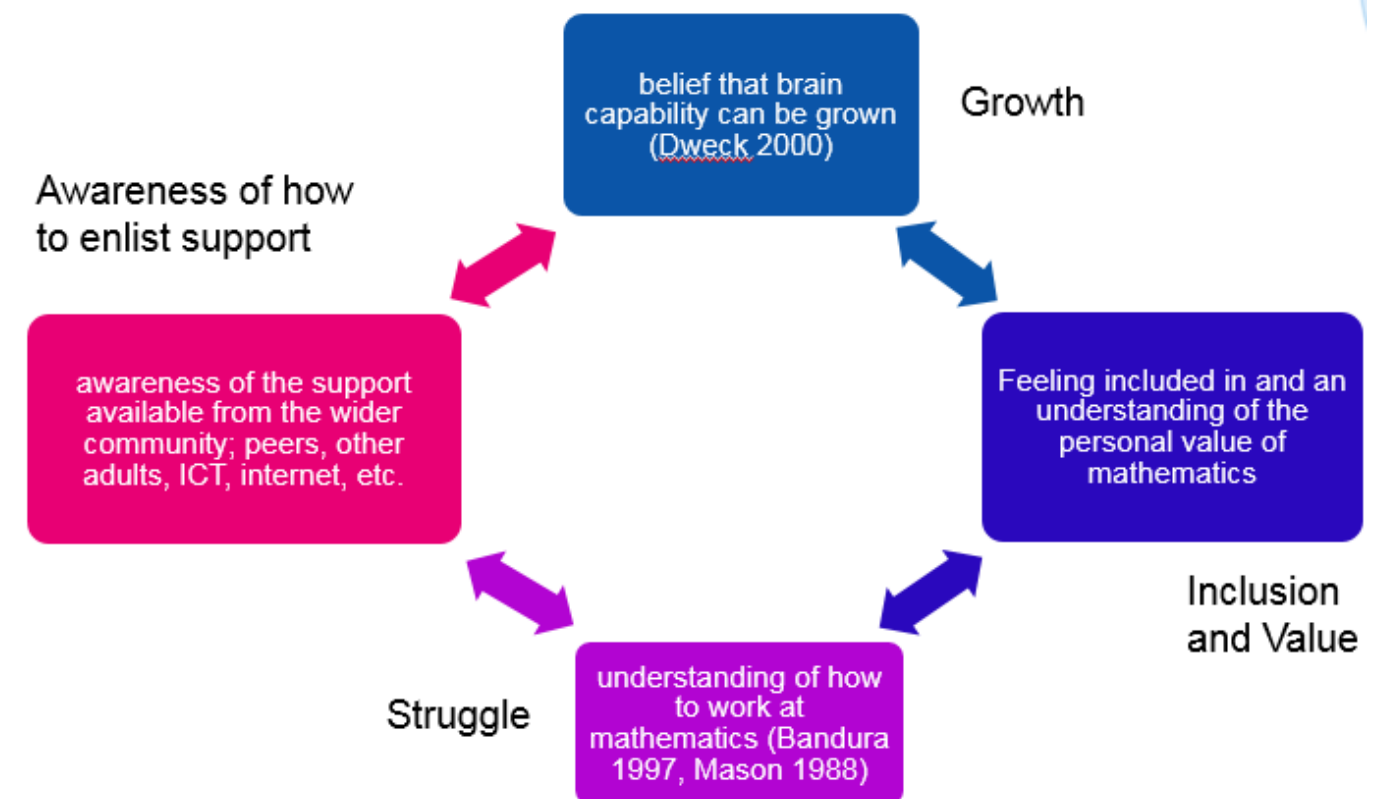 belief that brain
capability can be grown
(Dweck 2000)
Growth
Awareness of how
to enlist support
awareness of the support
available from the wider
community; peers, other
adults, ICT, internet, etc.
Feeling included in and an
understanding of the
personal value of
mathematics
Inclusion
and Value
Struggle
understanding of how
to work at
mathematics (Bandura
1997, Mason 1988)